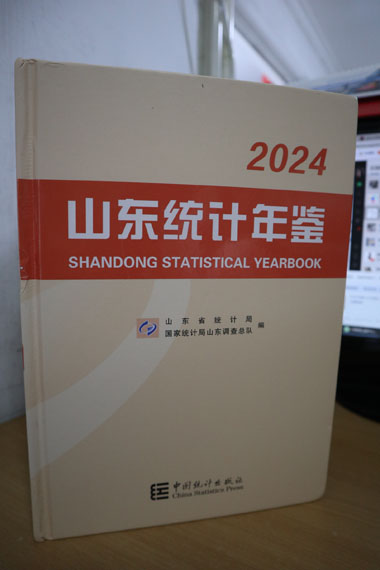 2024
山东统计年鉴
SHANDONG STATISTICAL YEARBOOK
山东省统计局
国家统计局山东调查总队 编
中国统计出版社
China Statistics Press